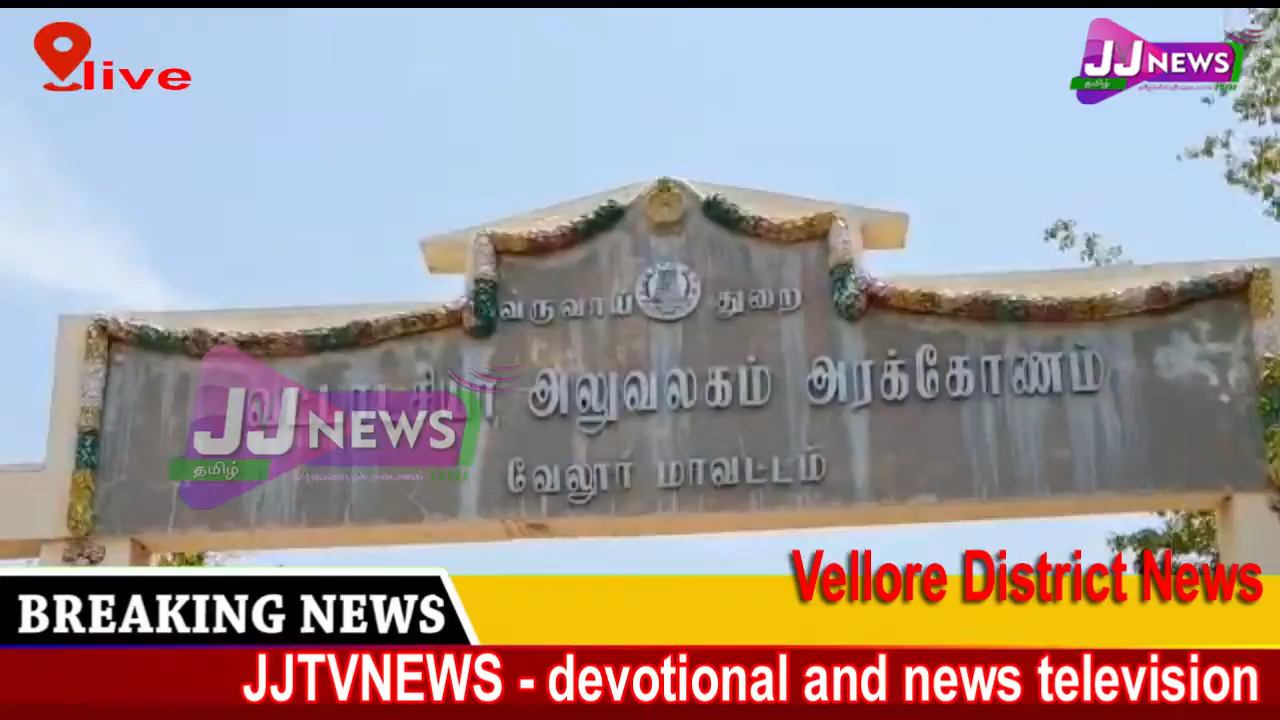 live
JJ NEWS
தமிழ்
வருவாய் துறை
அலுவலகம் அரக்கோணம்
JJ NEWS
தமிழ்
வேலூர் மாவட்டம்
Vellore District News
BREAKING NEWS
JJTVNEWS - devotional and news television